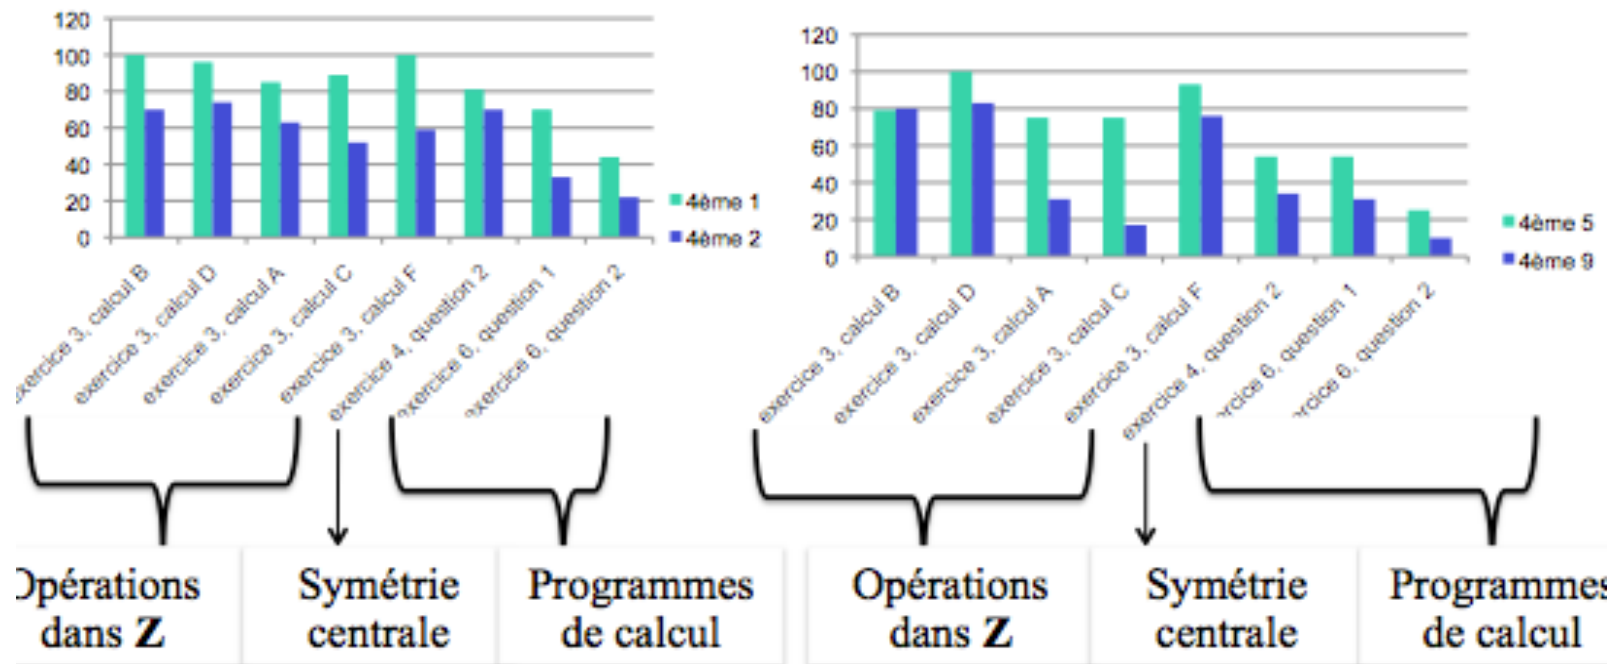 120
100
80
60
40
20
0
4ème 1
4ème 2
exercice 3, calcul B
exercice 3, calcul D
exercice 3, calcul A
exercice 3, calcul C
exercice 3, calcul F
exercice 4, question 2
exercice 6, question 1
exercice 6, question 2
Opérations
dans Z
Symétrie
centrale
Programmes
de calcul
120
100
80
60
40
20
0
4ème 5
4ème 9
exercice 3, calcul B
exercice 3, calcul D
exercice 3, calcul A
exercice 3, calcul C
exercice 3, calcul F
exercice 4, question 2
ercice 6, question 1
ercice 6, question 2
Opérations
dans Z
Symétrie
centrale
Programmes
de calcul